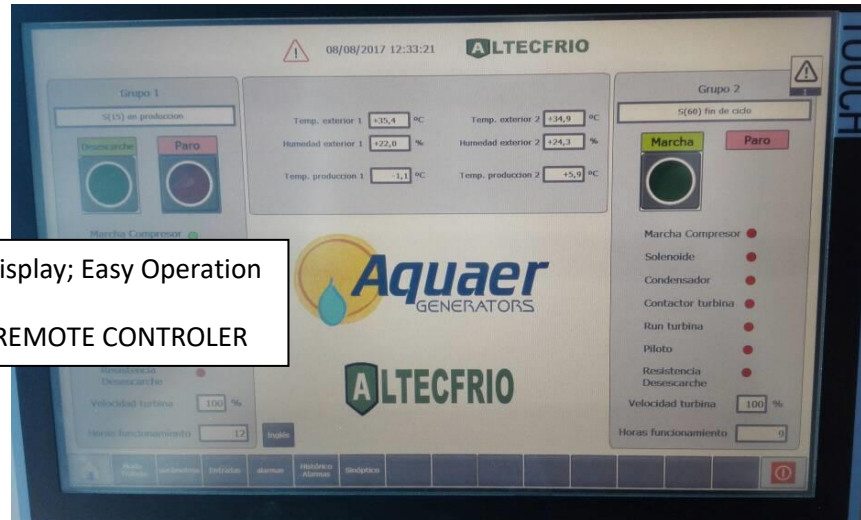 TOUCH
08/08/2017 12:33:21 ALTECFRIO
Grupo 1
S(15) en produccion
Desescarche Paro
Marcha Compresor
Temp. exterior 1 +35,4 ºC Temp. exterior 2 +34,9 ºC
Humedad exterior 1 +22,0 % Humedad exterior 2 +24,3 %
Temp. produccion 1 -1,1 ºC Temp. produccion 2 +5,9 ºC
1
Grupo 2
S(60) fin de ciclo
Marcha Paro
Marcha Compresor
Solenoide
Condensador
Contactor turbina
Run turbina
Piloto
Resistencia
Desescarche
Velocidad turbina 100 %
Horas funcionamiento 9
isplay; Easy Operation
REMOTE CONTROLER
Aquaer
GENERATORS
ALTECFRIO
Resistencia
Desescarche
Velocidad turbina 100 %
Horas funcionamiento 12
Inglés
Entradas alarmas Histórico Alarmas Sinóptico